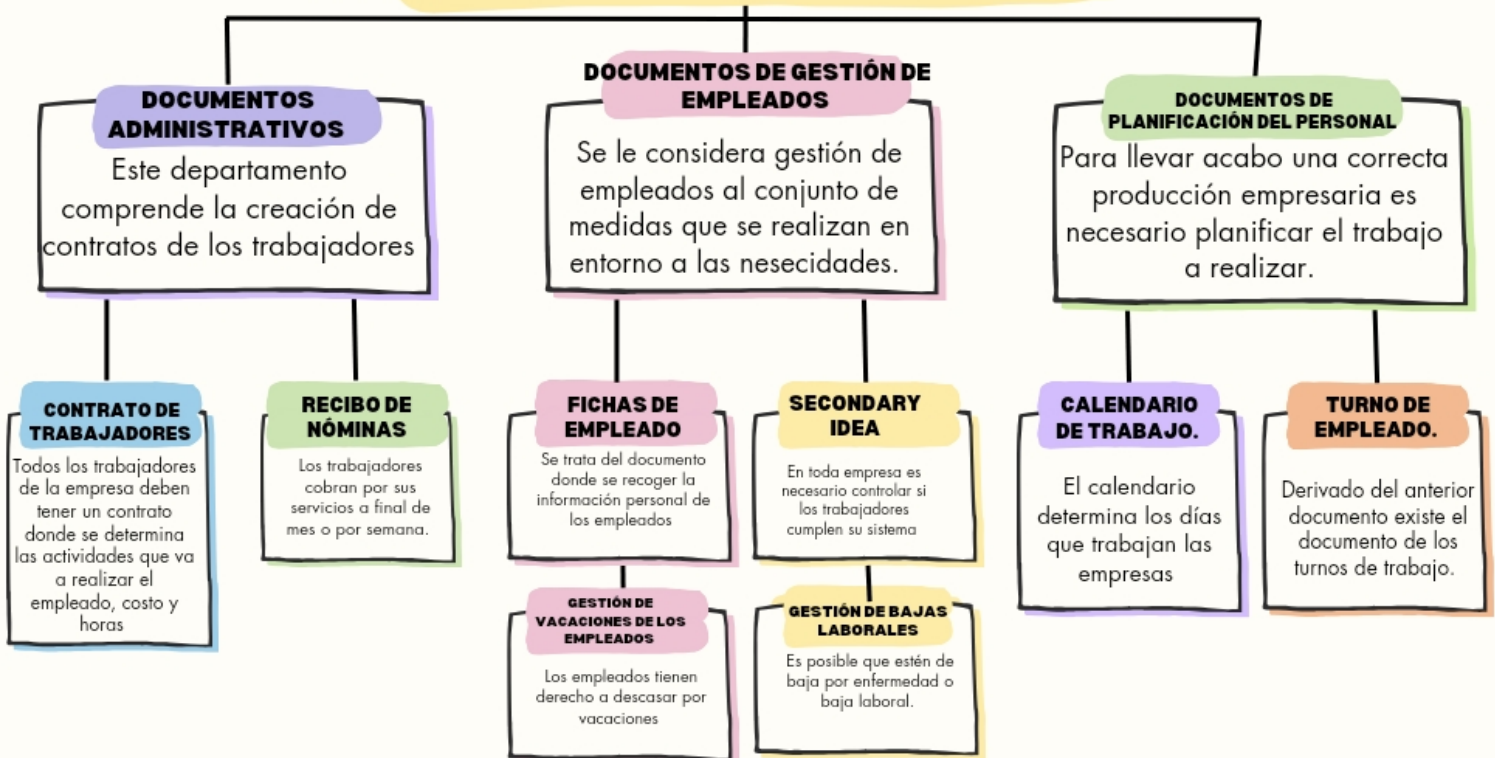 DOCUMENTOS
ADMINISTRATIVOS
Este departamento
comprende la creación de
contratos de los trabajadores
DOCUMENTOS DE GESTIÓN DE
EMPLEADOS
Se le considera gestión de
empleados al conjunto de
medidas que se realizan en
entorno a las nesecidades.
DOCUMENTOS DE
PLANIFICACIÓN DEL PERSONAL
Para llevar acabo una correcta
producción empresaria es
necesario planificar el trabajo
a realizar.
CONTRATO DE
TRABAJADORES
Todos los trabajadores
de la empresa deben
tener un contrato
donde se determina
las actividades que va
a realizar el
empleado, costo y
horas
RECIBO DE
NÓMINAS
Los trabajadores
cobran por sus
servicios a final de
mes o por semana.
FICHAS DE
EMPLEADO
Se trata del documento
donde se recoger la
información personal de
los empleados
SECONDARY
IDEA
En toda empresa es
necesario controlar si
los trabajadores
cumplen su sistema
CALENDARIO
DE TRABAJO.
El calendario
determina los días
que trabajan las
empresas
TURNO DE
EMPLEADO.
Derivado del anterior
documento existe el
documento de los
turnos de trabajo.
GESTIÓN DE
VACACIONES DE LOS
EMPLEADOS
Los empleados tienen
derecho a descasar por
vacaciones
GESTIÓN DE BAJAS
LABORALES
Es posible que estén de
baja por enfermedad o
baja laboral.